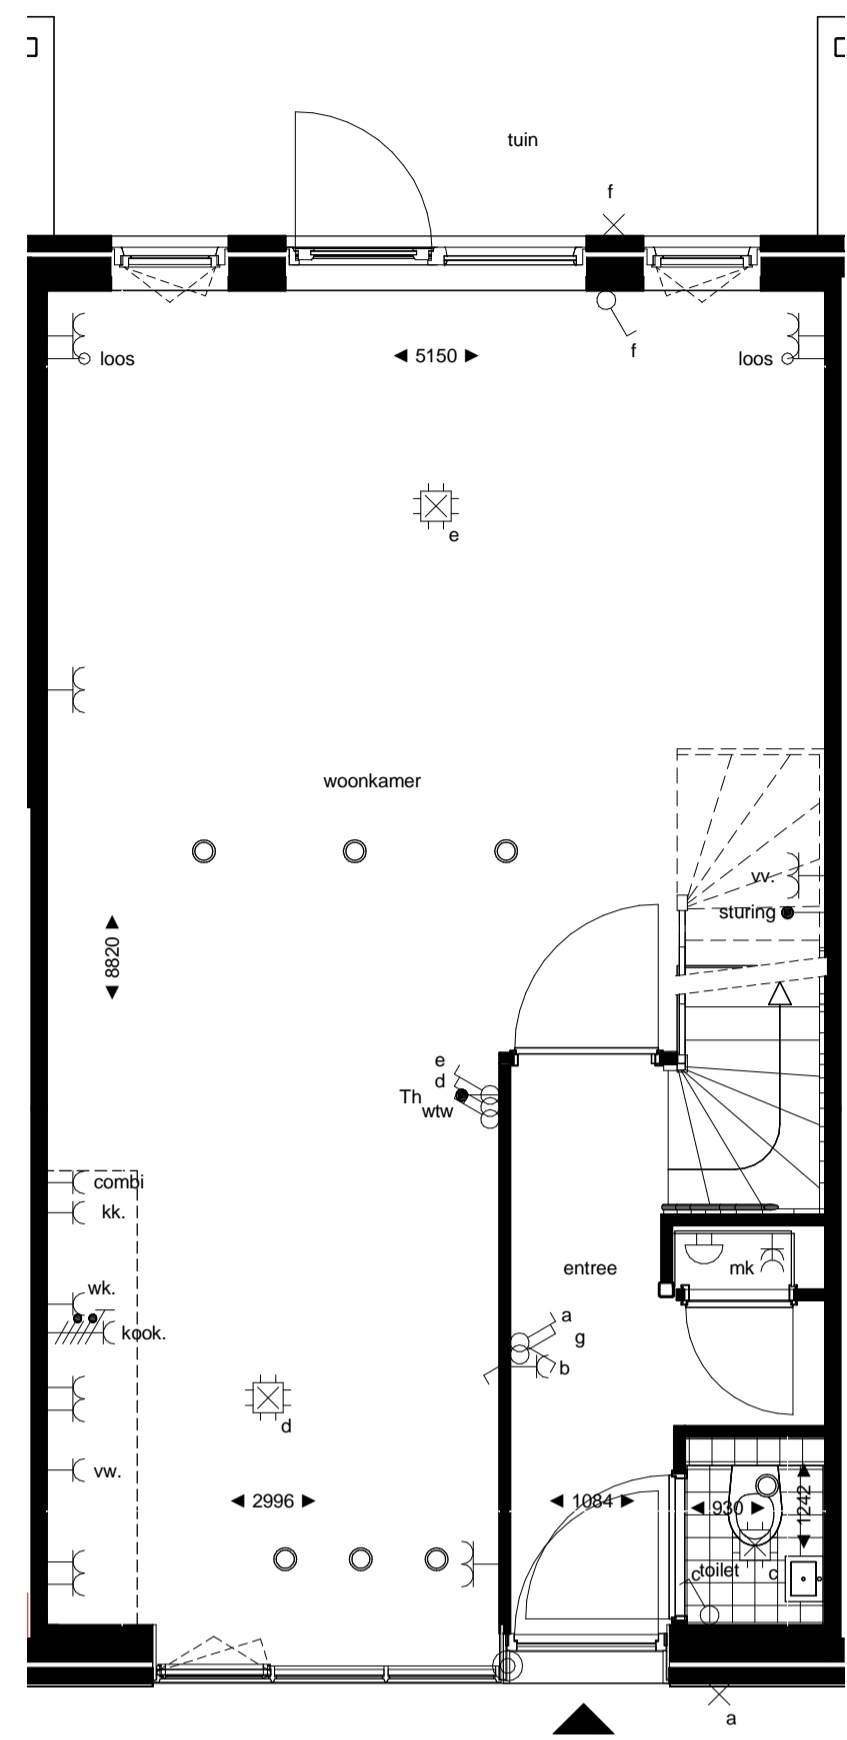 tuin
f
f
loos
◄ 5150 ►
loos
e
woonkamer
vv.
sturing
◄ 8820 ►
e
d
Th
wtw
combi
kk.
entree
mk
wk.
kook.
a
g
b
d
vw.
◄ 2996 ►
◄ 1084 ►
◄ 930 ►
◄ 1242 ►
c
toilet
c
a